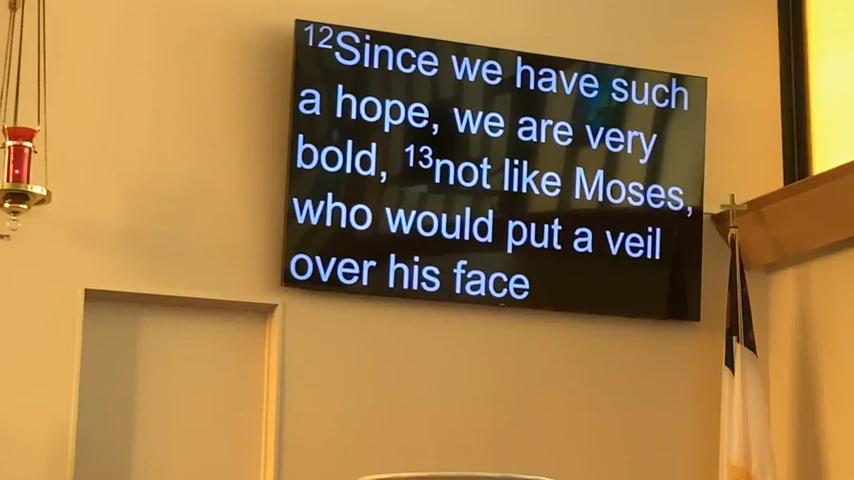 12Since we have such
a hope, we are very
bold, 13not like Moses,
who would put a veil
over his face